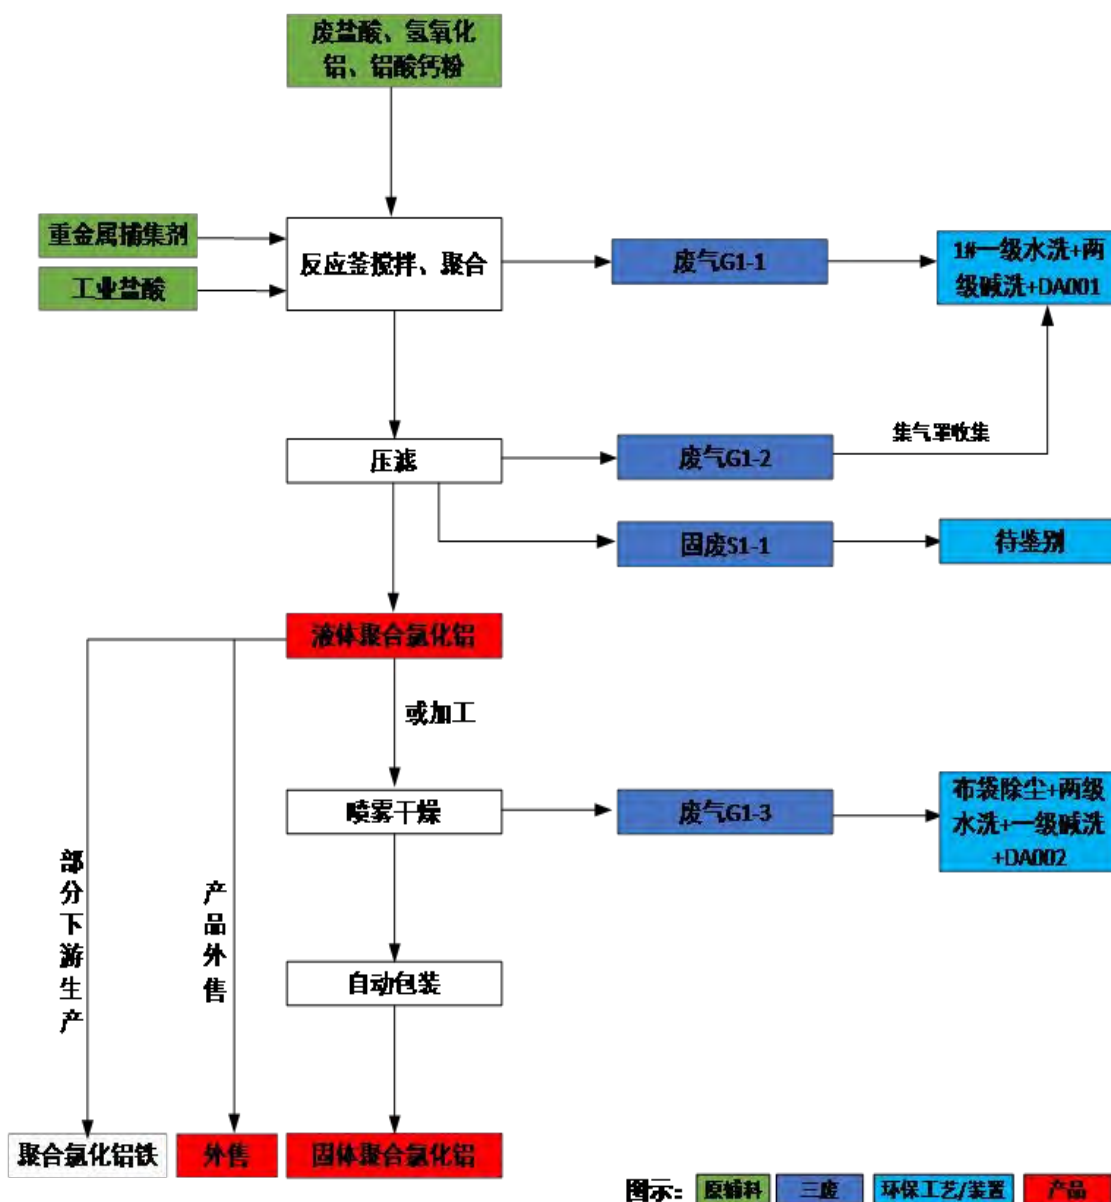 废盐酸、氢氧化
铝、铝酸钙粉
重金属捕集剂
工业盐酸
反应釜搅拌、聚合
废气G1-1
1#一级水洗+两
级碱洗+DA001
压滤
废气G1-2
集气罩收集
固废S1-1
待鉴别
液体聚合氯化铝
或加工
喷雾干燥
废气G1-3
布袋除尘+两级
水洗+一级碱洗
+DA002
部分下游生产
产品外售
自动包装
聚合氯化铝铁
外售
固体聚合氯化铝
图示：
原辅料
三废
环保工艺/装置
产品